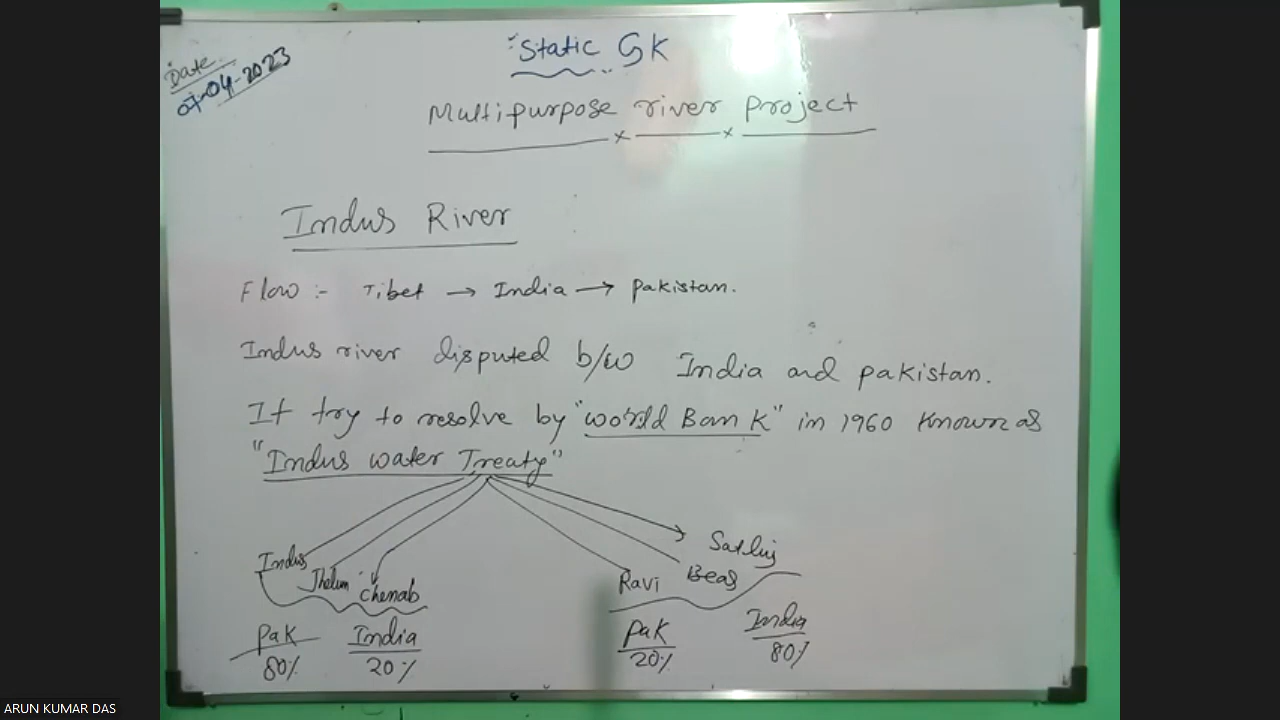 Date
07-04-2023
Static GK
Multipurpose river project
Indus River
Flow :- Tibet → India → pakistan.
Indus river disputed b/w India and pakistan.
It try to resolve by "world Bank" in 1960 known as
"Indus water Treaty"
Indus Jhelum chenab Ravi Beas Satluj
Pak 80% India 20% Pak 20% India 80%
ARUN KUMAR DAS